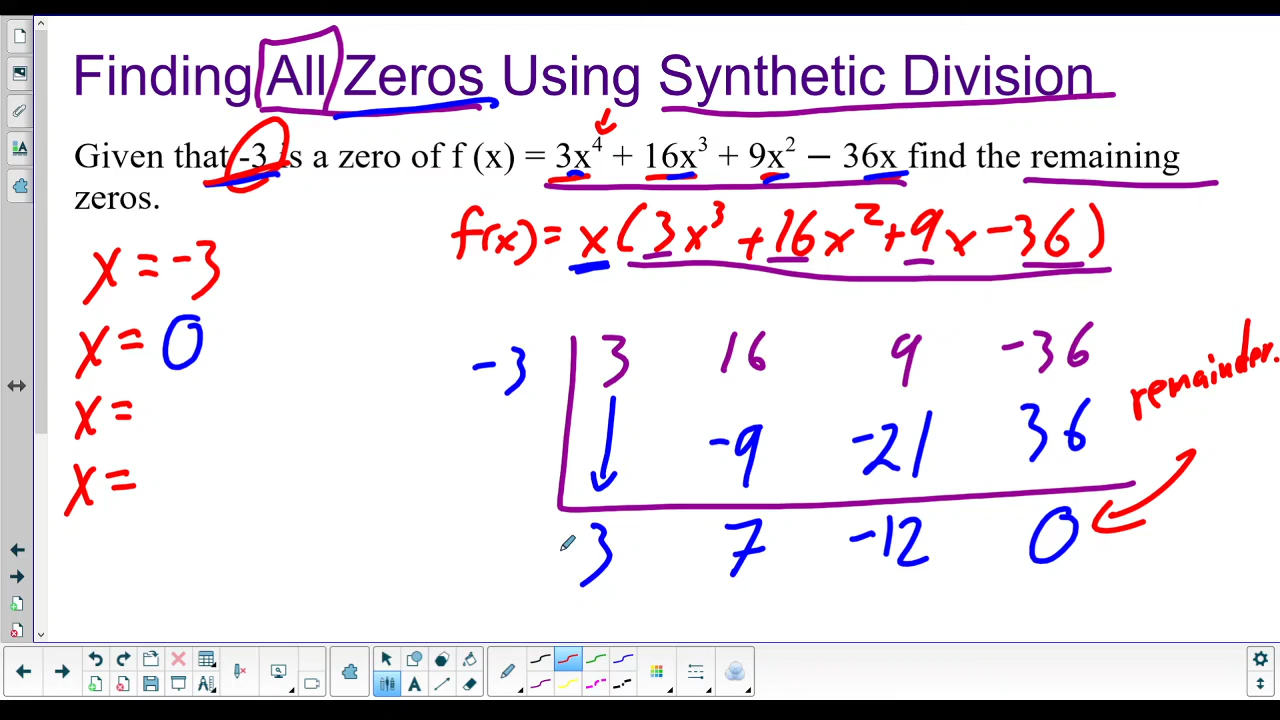 Finding All Zeros Using Synthetic Division
Given that -3 is a zero of f (x) = 3x⁴ + 16x³ + 9x² − 36x find the remaining
zeros.
f(x) = x(3x³ + 16x² + 9x - 36)
x = -3
x = 0
x =
x =
-3 3 16 9 -36
remainder.
-9 -21 36
3 7 -12 0